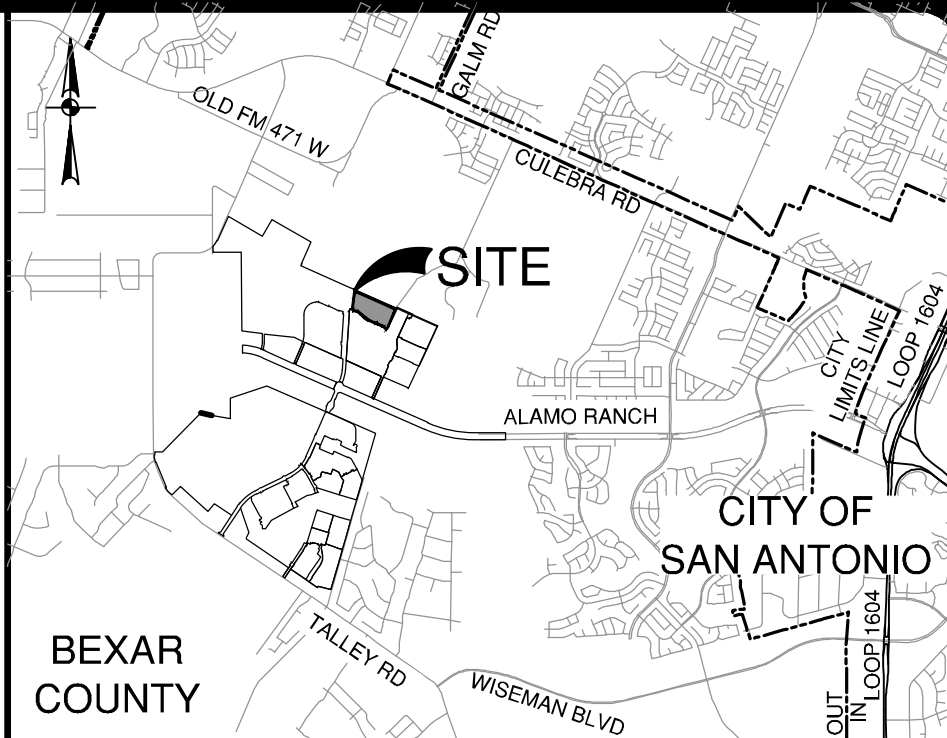 GALM RD
OLD FM 471 W
CULEBRA RD
SITE
CITY
LIMITS LINE
LOOP 1604
ALAMO RANCH
CITY OF
SAN ANTONIO
BEXAR
COUNTY
TALLEY RD
WISEMAN BLVD
OUT
IN
LOOP 1604